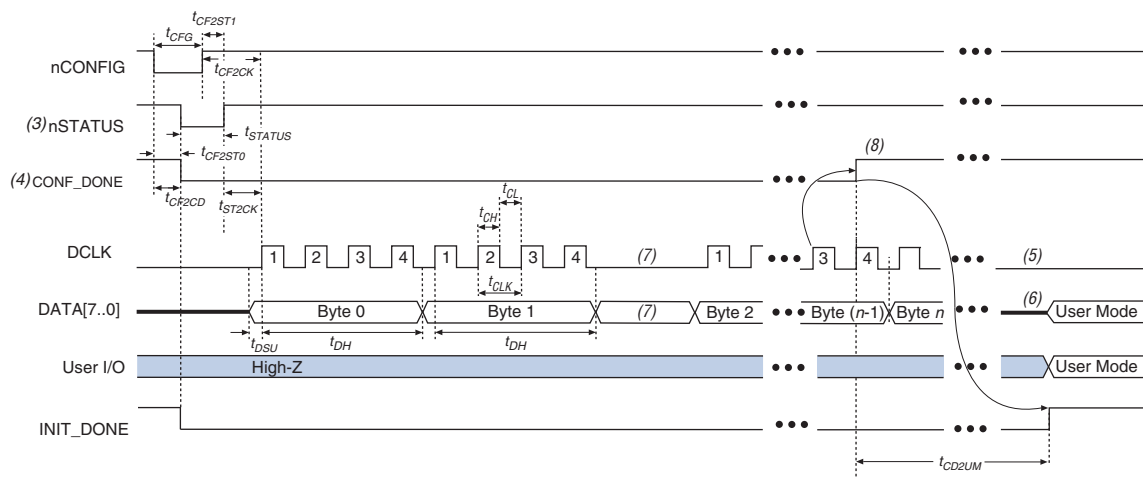 tCF2ST1
tCFG
nCONFIG
tCF2CK
(3) nSTATUS
tSTATUS
tCF2ST0
(8)
(4) CONF_DONE
tCF2CD
tST2CK
tCL
tCH
DCLK
1 2 3 4 1 2 3 4 (7) 1 3 4 (5)
tCLK
DATA[7..0]
Byte 0 Byte 1 (7) Byte 2 Byte (n-1) Byte n (6) User Mode
tDSU
tDH
tDH
User I/O
High-Z
User Mode
INIT_DONE
tCD2UM